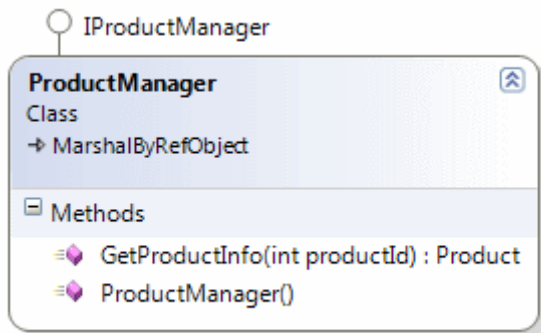 IProductManager
ProductManager
Class
MarshalByRefObject
Methods
GetProductInfo(int productId) : Product
ProductManager()